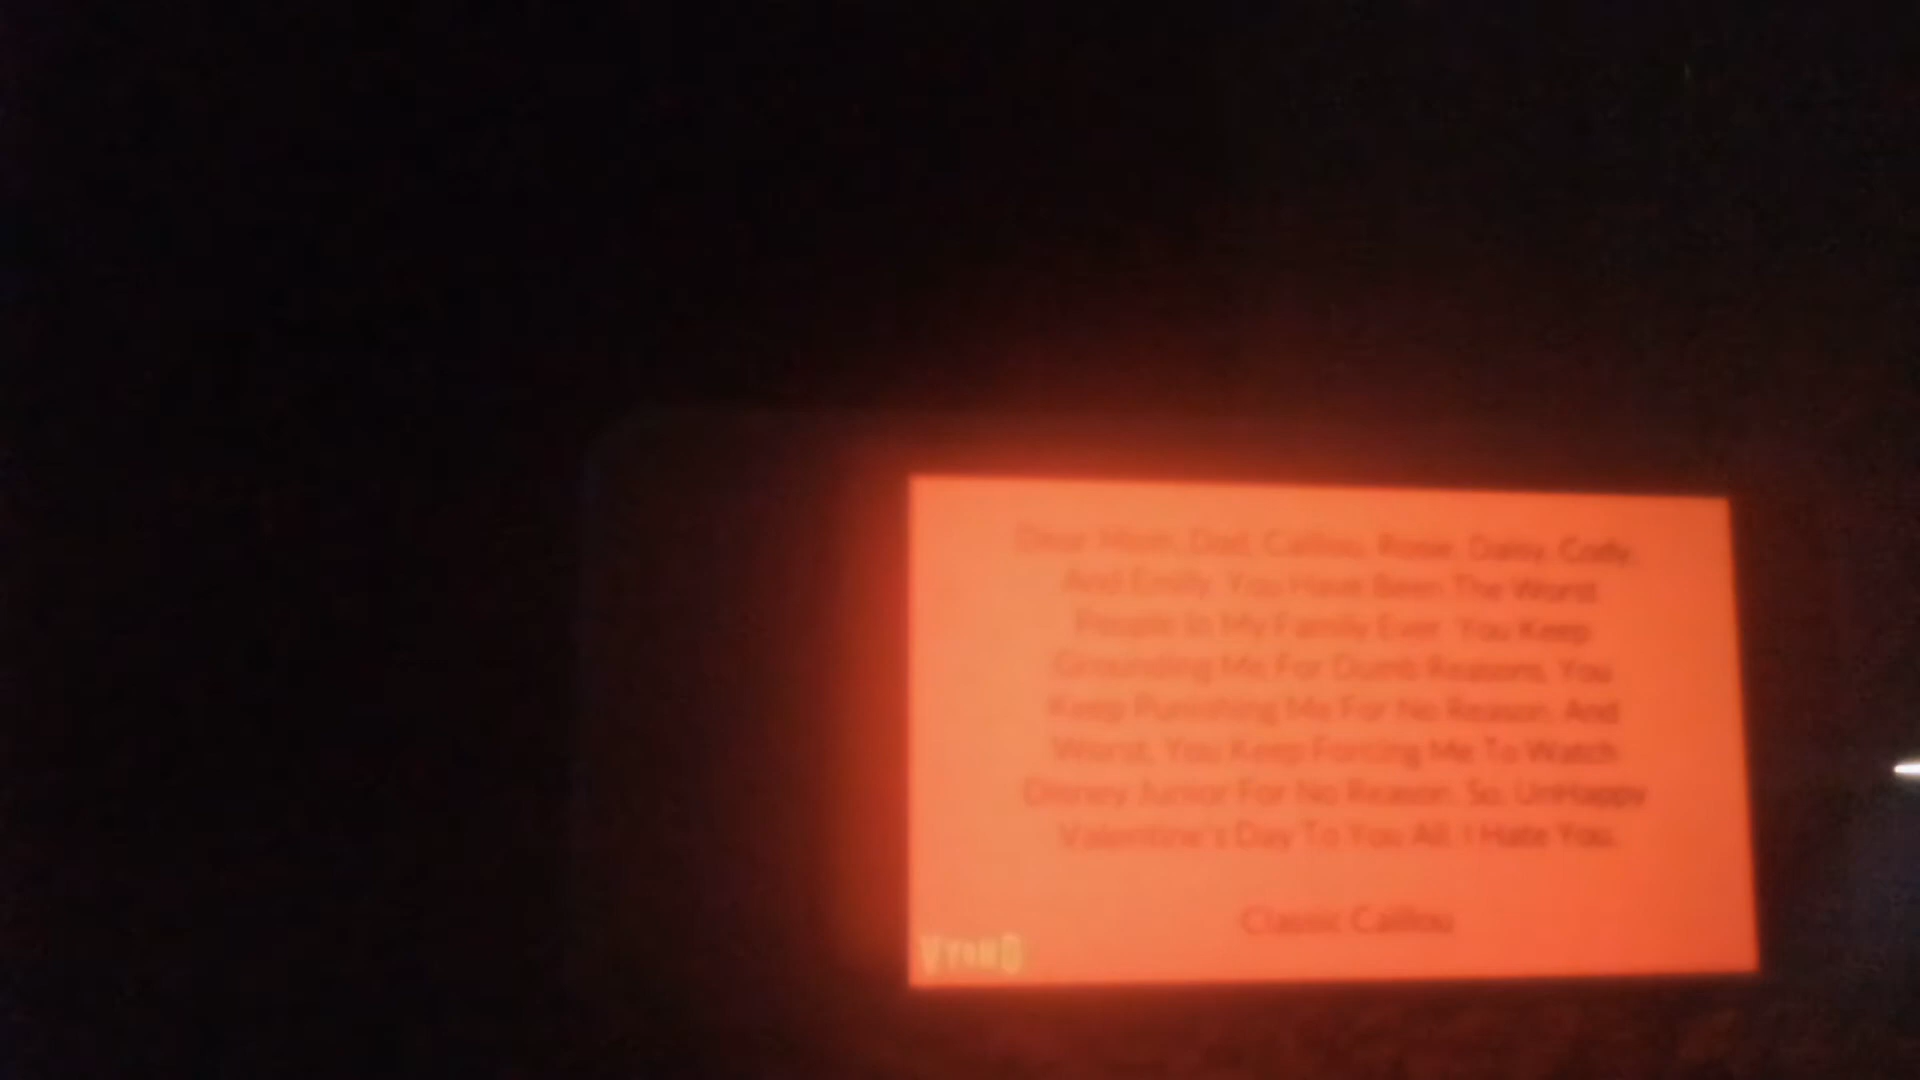 Dear Mom, Dad, Caillou, Rosie, Daisy, Cody,
And Emily. You Have Been The Worst
People In My Family Ever. You Keep
Grounding Me For Dumb Reasons. You
Keep Punishing Me For No Reason. And
Worst, You Keep Forcing Me To Watch
Disney Junior For No Reason. So, UnHappy
Valentine's Day To You All. I Hate You.
Classic Caillou